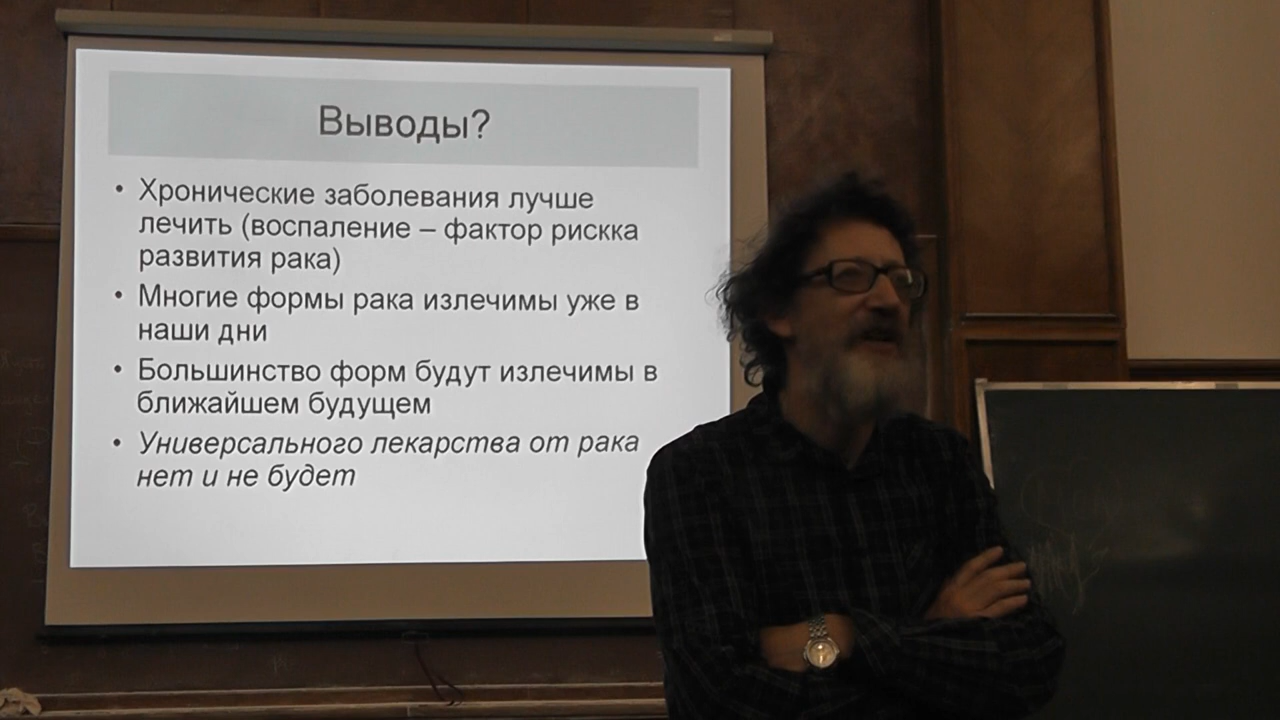 Выводы?
• Хронические заболевания лучше
лечить (воспаление – фактор рискка
развития рака)
• Многие формы рака излечимы уже в
наши дни
• Большинство форм будут излечимы в
ближайшем будущем
• Универсального лекарства от рака
нет и не будет